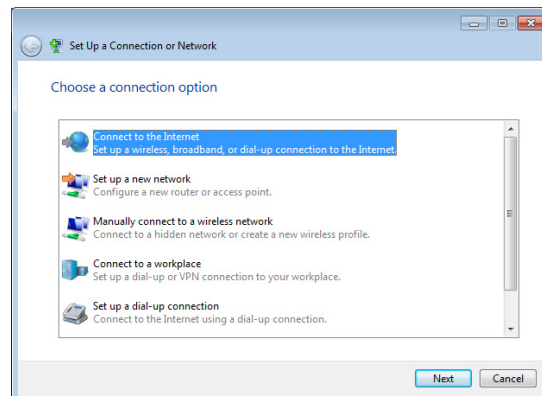 Set Up a Connection or Network
Choose a connection option
Connect to the Internet
Set up a wireless, broadband, or dial-up connection to the Internet.
Set up a new network
Configure a new router or access point.
Manually connect to a wireless network
Connect to a hidden network or create a new wireless profile.
Connect to a workplace
Set up a dial-up or VPN connection to your workplace.
Set up a dial-up connection
Connect to the Internet using a dial-up connection.
Next Cancel